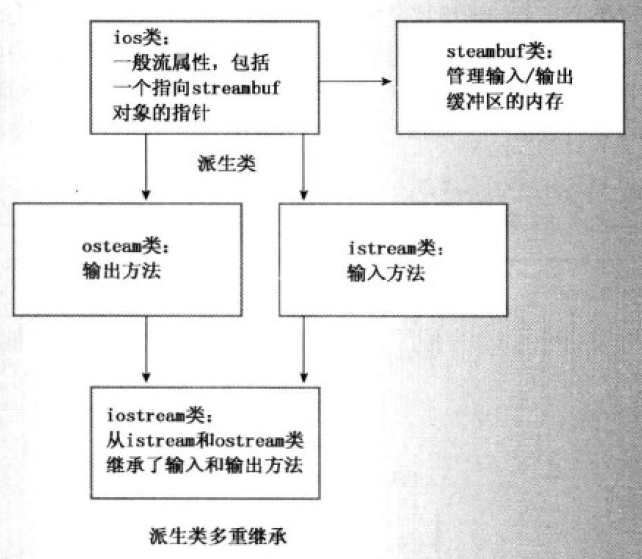 ios类：
一般流属性，包括
一个指向streambuf
对象的指针
steambuf类：
管理输入/输出
缓冲区的内存
派生类
osteam类：
输出方法
istream类：
输入方法
iostream类：
从istream和ostream类
继承了输入和输出方法
派生类多重继承